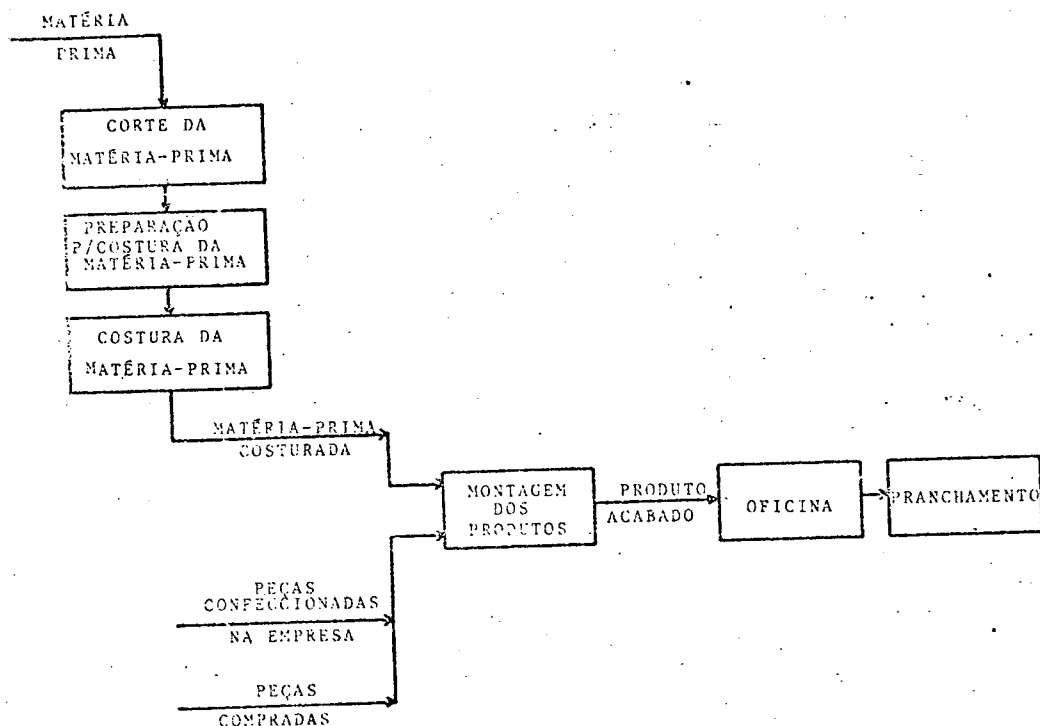 MATÉRIA
PRIMA
CORTE DA
MATÉRIA-PRIMA
PREPARAÇÃO
P/COSTURA DA
MATÉRIA-PRIMA
COSTURA DA
MATÉRIA-PRIMA
MATÉRIA-PRIMA
COSTURADA
MONTAGEM
DOS
PRODUTOS
PRODUTO
ACABADO
OFICINA
PRANCHAMENTO
PEÇAS
CONFECCIONADAS
NA EMPRESA
PEÇAS
COMPRADAS